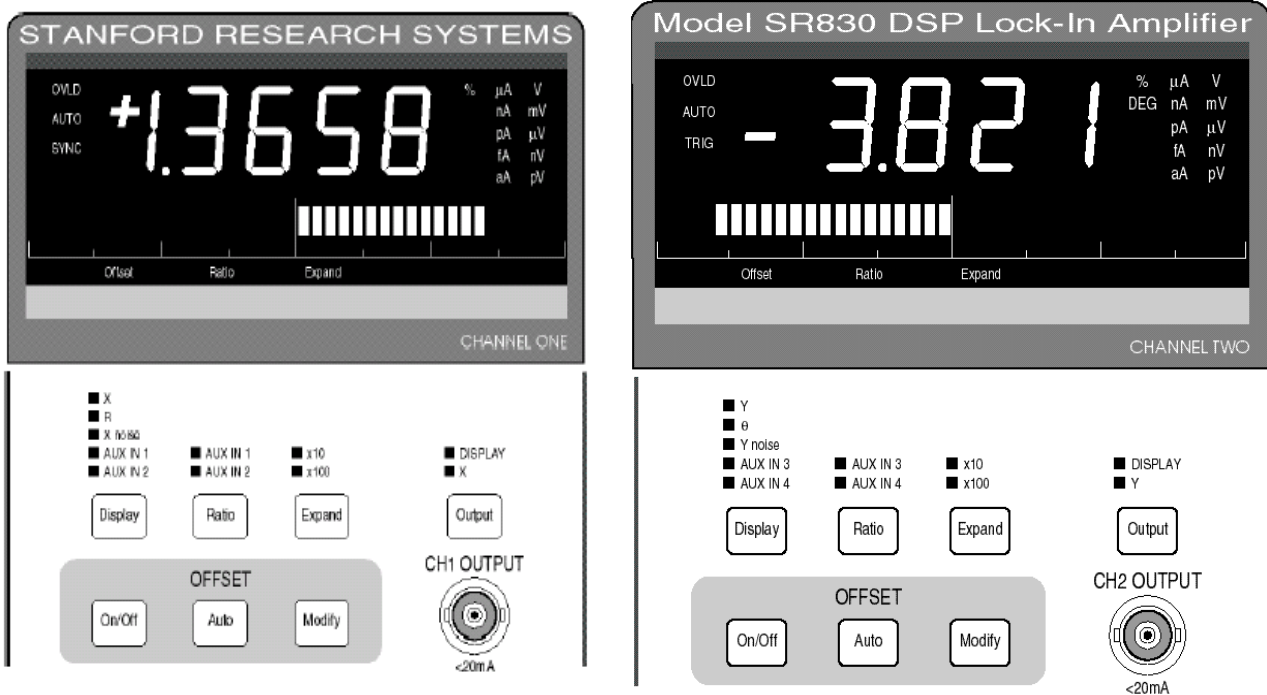 STANFORD RESEARCH SYSTEMS
OVLD
AUTO
SYNC
+1.3658
% µA V
nA mV
pA µV
fA nV
aA pV
Offset Ratio Expand
CHANNEL ONE
X
R
X noise
AUX IN 1 AUX IN 1 x10 DISPLAY
AUX IN 2 AUX IN 2 x100 X
Display Ratio Expand Output
OFFSET
On/Off Auto Modify
CH1 OUTPUT
<20mA
Model SR830 DSP Lock-In Amplifier
OVLD
AUTO
TRIG
- 3.821
% µA V
DEG nA mV
pA µV
fA nV
aA pV
Offset Ratio Expand
CHANNEL TWO
Y
θ
Y noise
AUX IN 3 AUX IN 3 x10 DISPLAY
AUX IN 4 AUX IN 4 x100 Y
Display Ratio Expand Output
OFFSET
On/Off Auto Modify
CH2 OUTPUT
<20mA